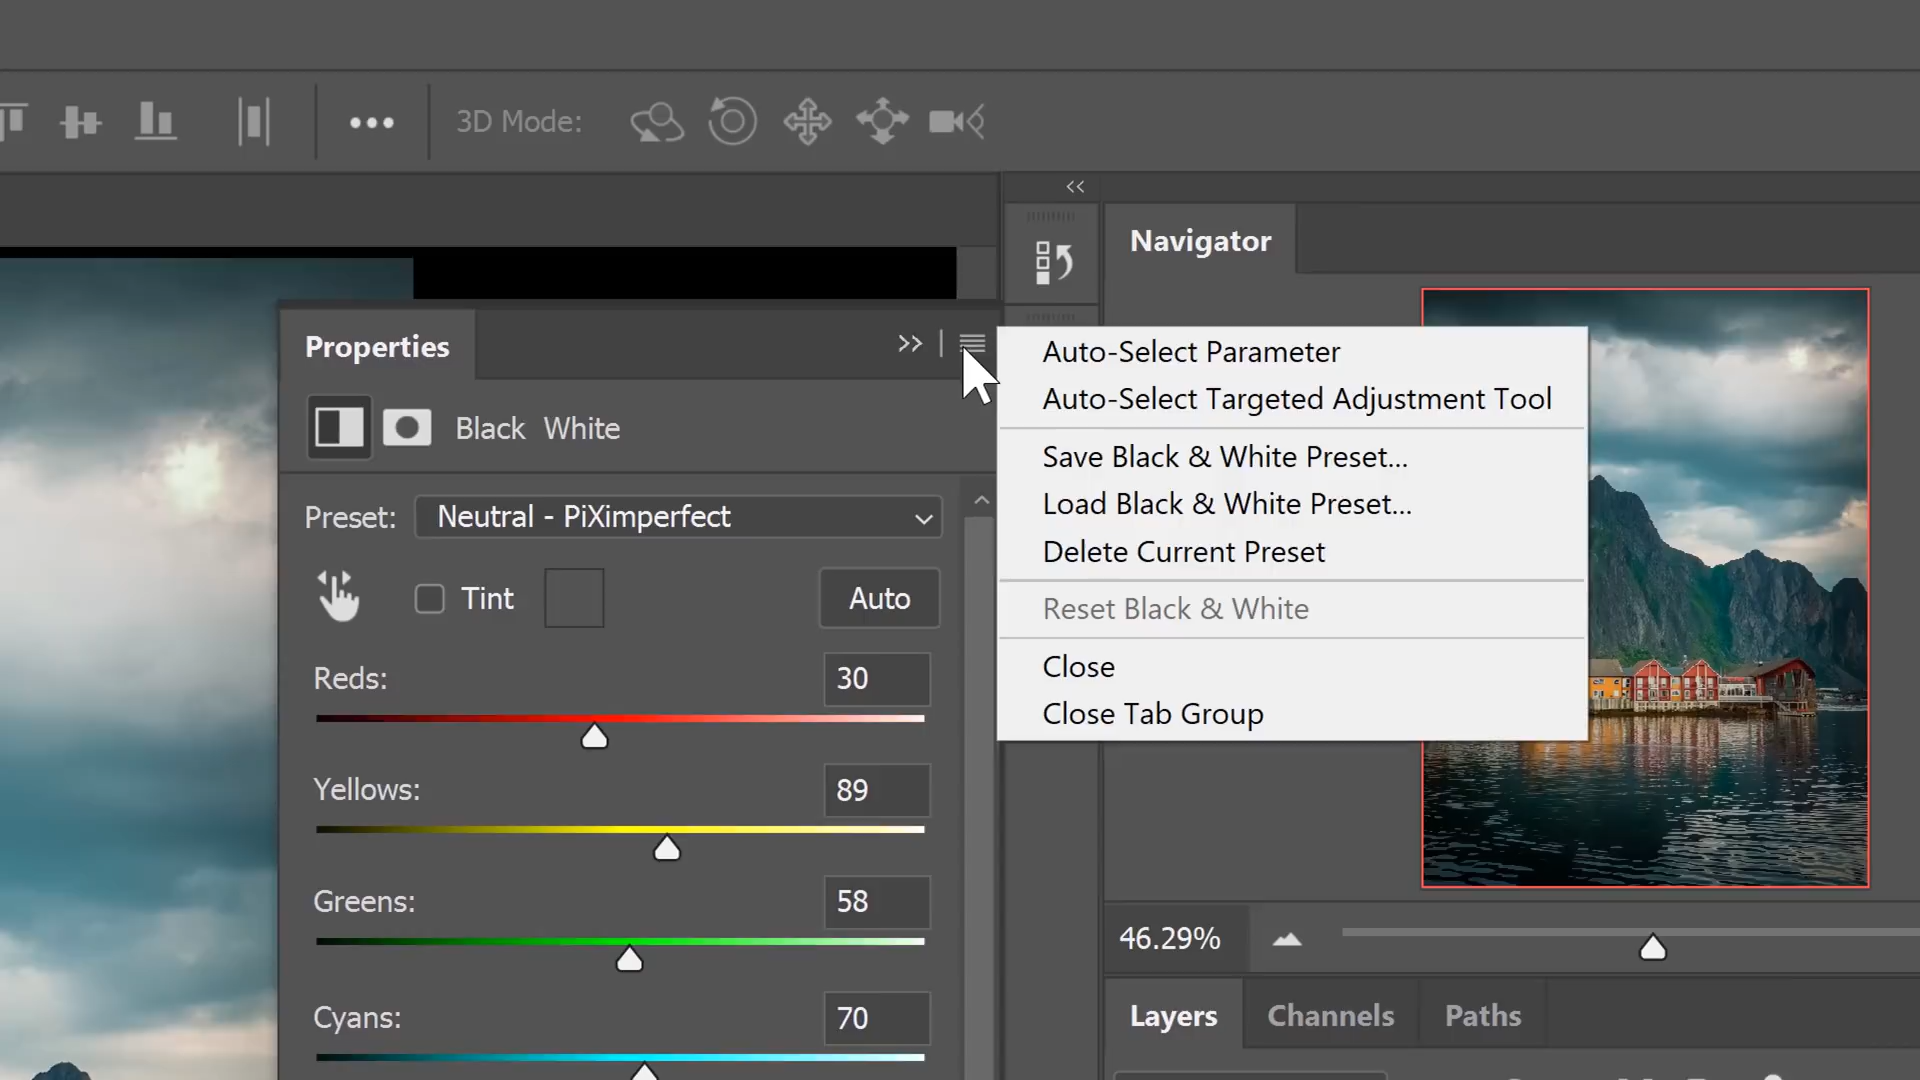 3D Mode:
Navigator
Properties
Black White
Preset: Neutral - PiXimperfect
Tint Auto
Reds: 30
Yellows: 89
Greens: 58
Cyans: 70
Auto-Select Parameter
Auto-Select Targeted Adjustment Tool
Save Black & White Preset...
Load Black & White Preset...
Delete Current Preset
Reset Black & White
Close
Close Tab Group
46.29%
Layers Channels Paths